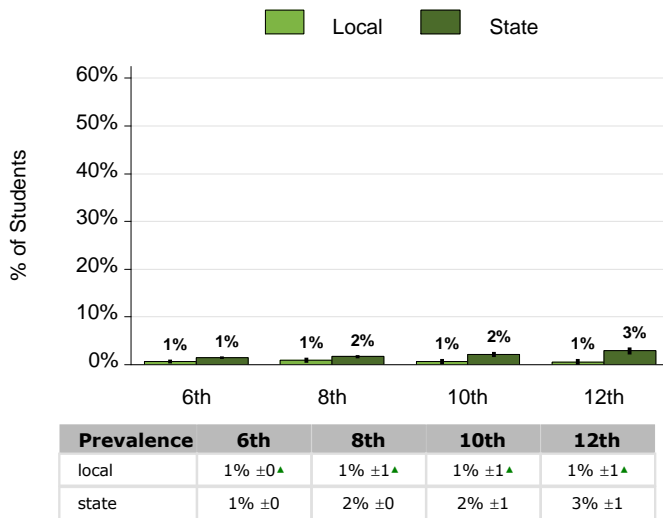 Local State
% of Students
60%
50%
40%
30%
20%
10%
0%
1% 1% 1% 2% 1% 2% 1% 3%
6th 8th 10th 12th
Prevalence 6th 8th 10th 12th
local 1% ±0▲ 1% ±1▲ 1% ±1▲ 1% ±1▲
state 1% ±0 2% ±0 2% ±1 3% ±1